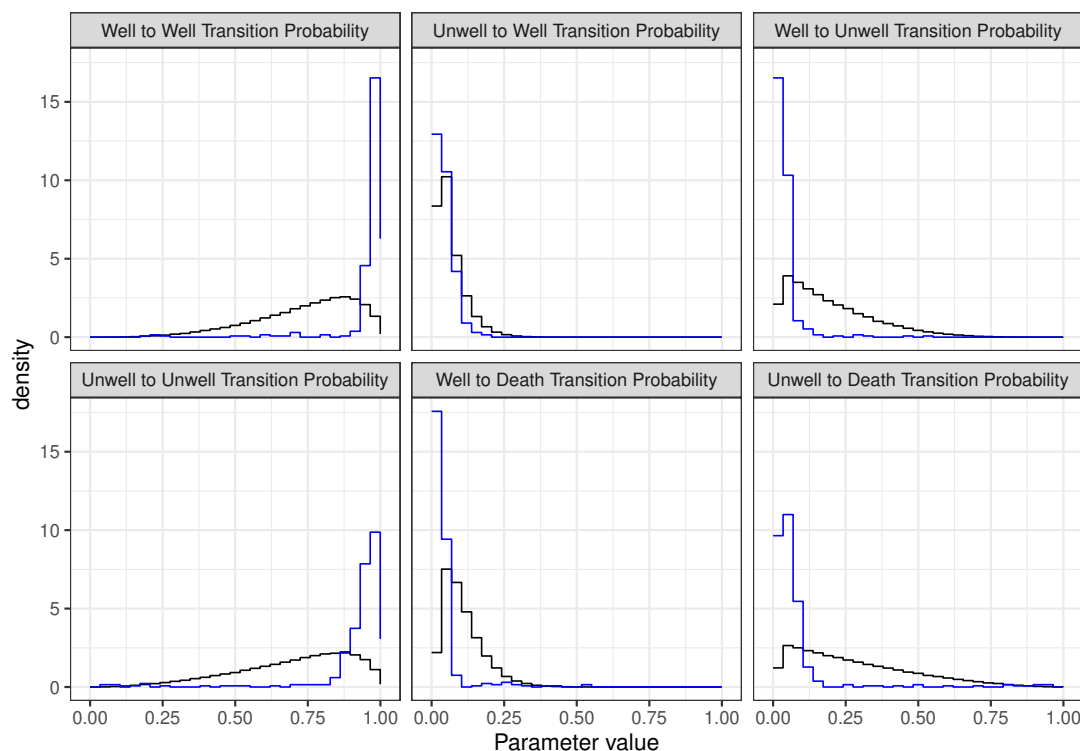 Well to Well Transition Probability
Unwell to Well Transition Probability
Well to Unwell Transition Probability
15
10
5
0
Unwell to Unwell Transition Probability
Well to Death Transition Probability
Unwell to Death Transition Probability
15
10
5
0
density
0.00 0.25 0.50 0.75 1.00
0.00 0.25 0.50 0.75 1.00
0.00 0.25 0.50 0.75 1.00
Parameter value